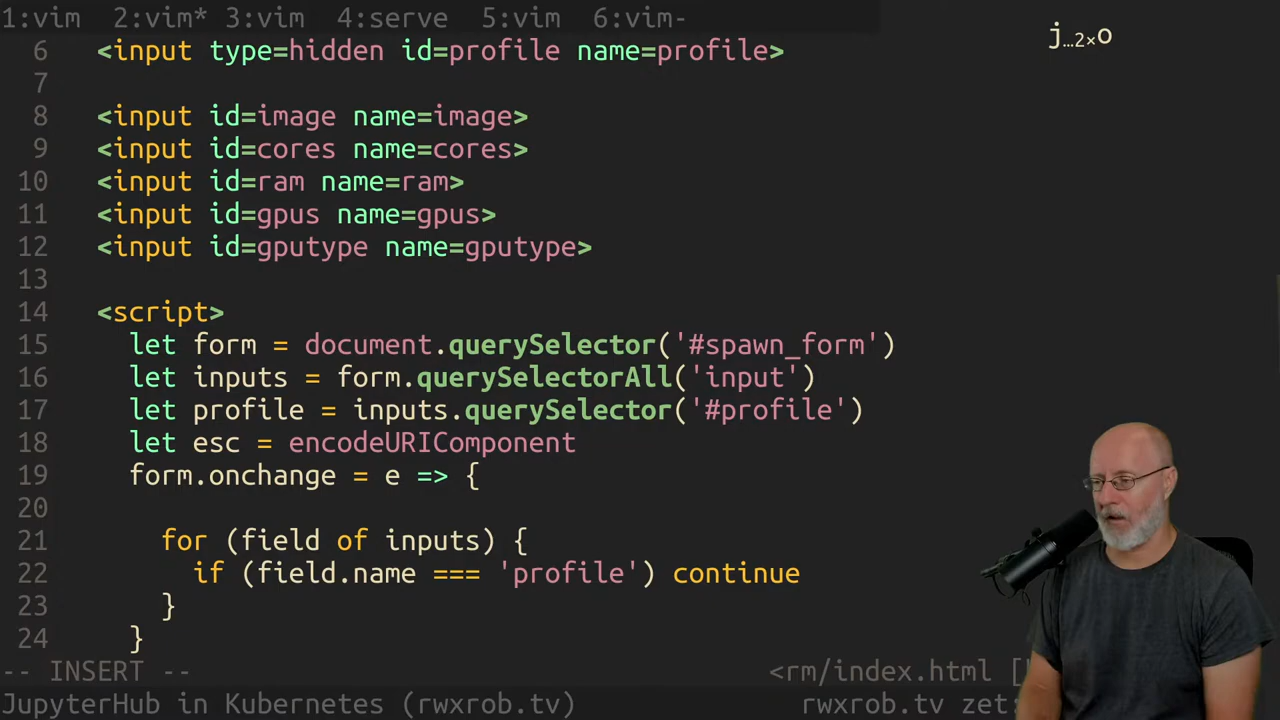 1:vim 2:vim* 3:vim 4:serve 5:vim 6:vim-
j…2×o
6 <input type=hidden id=profile name=profile>
7
8 <input id=image name=image>
9 <input id=cores name=cores>
10 <input id=ram name=ram>
11 <input id=gpus name=gpus>
12 <input id=gputype name=gputype>
13
14 <script>
15 let form = document.querySelector('#spawn_form')
16 let inputs = form.querySelectorAll('input')
17 let profile = inputs.querySelector('#profile')
18 let esc = encodeURIComponent
19 form.onchange = e => {
20
21 for (field of inputs) {
22 if (field.name === 'profile') continue
23 }
24 }
-- INSERT -- <rm/index.html [
JupyterHub in Kubernetes (rwxrob.tv) rwxrob.tv zet: